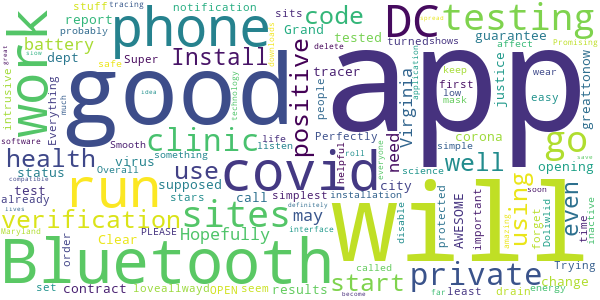 app
good
will
Bluetooth
covid
phone
work
run
DC
testing
code
clinic
private
sites
verification
positive
go
using
health
use
well
start
even
Install
Virginia
need
Hopefully
may
battery
report
stuff
notification
sits
tested
Grand
turnedshows
guarantee
probably
dept
safe
Super
people
tracer
affect
Promising
justice
wear
keep
first
low
mask
easy
greattonow
intrusive
Everything
tracing
great
slow
idea
much
technology
complaints
application
delete
spread
Perfectly
corona
simple
status
virus
life
listen
something
Smooth
software
helpful
everyone
roll
science
save
test
supposed
Overall
already
stars
call
simplest
installation
city
disable
protected
opening
compatible
lives
Maryland
definitely
interface
order
PLEASE
called
AWESOME
important
forget
Dollwlid
time
inactive
soon
amazing
Clear
OPEN
seem
set
contract
loveallwayd
results
Trying
change
far
least
drain
energy
become